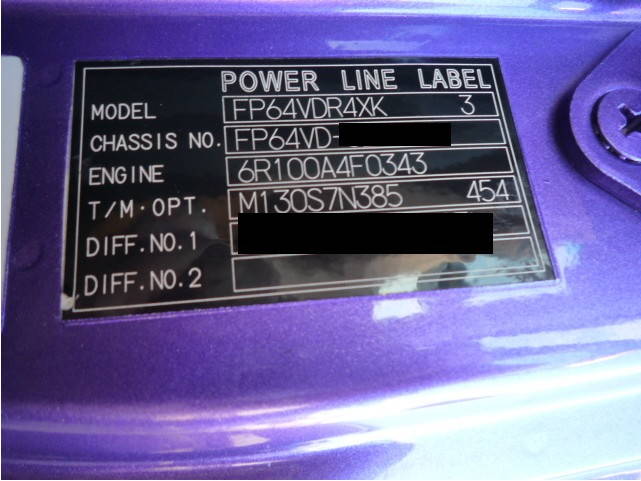 POWER LINE LABEL
MODEL FP64VDR4XK 3
CHASSIS NO. FP64VD-
ENGINE 6R100A4F0343
T/M·OPT. M130S7N385 454
DIFF.NO.1
DIFF.NO.2